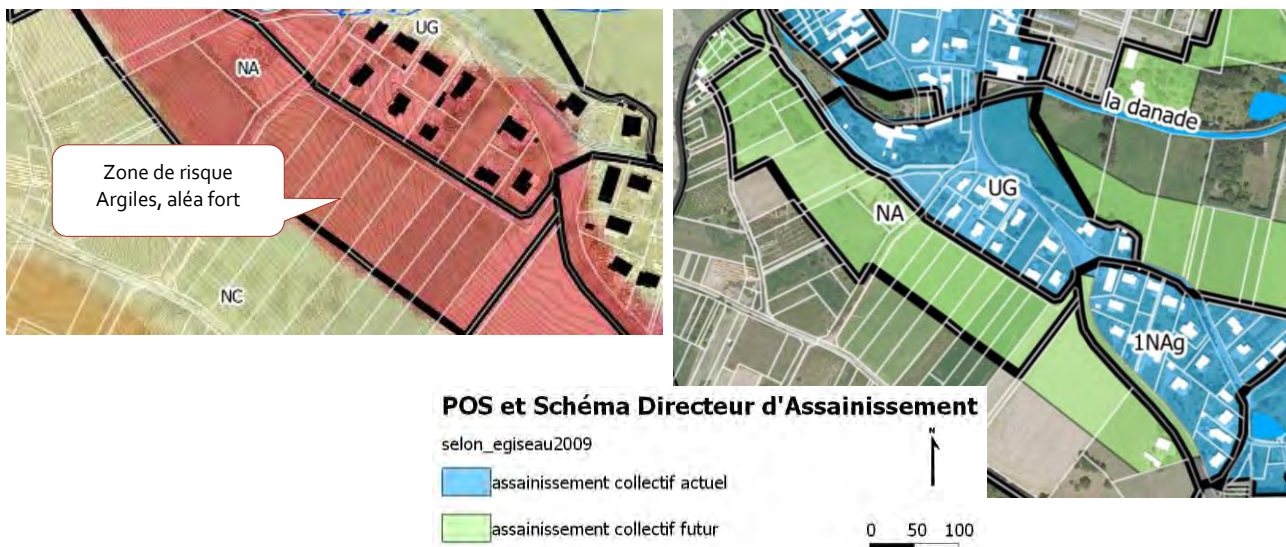 UG
NA
Zone de risque
Argiles, aléa fort
NC
la danade
UG
NA
1NAg
POS et Schéma Directeur d'Assainissement
selon_egiseau2009
N
assainissement collectif actuel
assainissement collectif futur
0 50 100